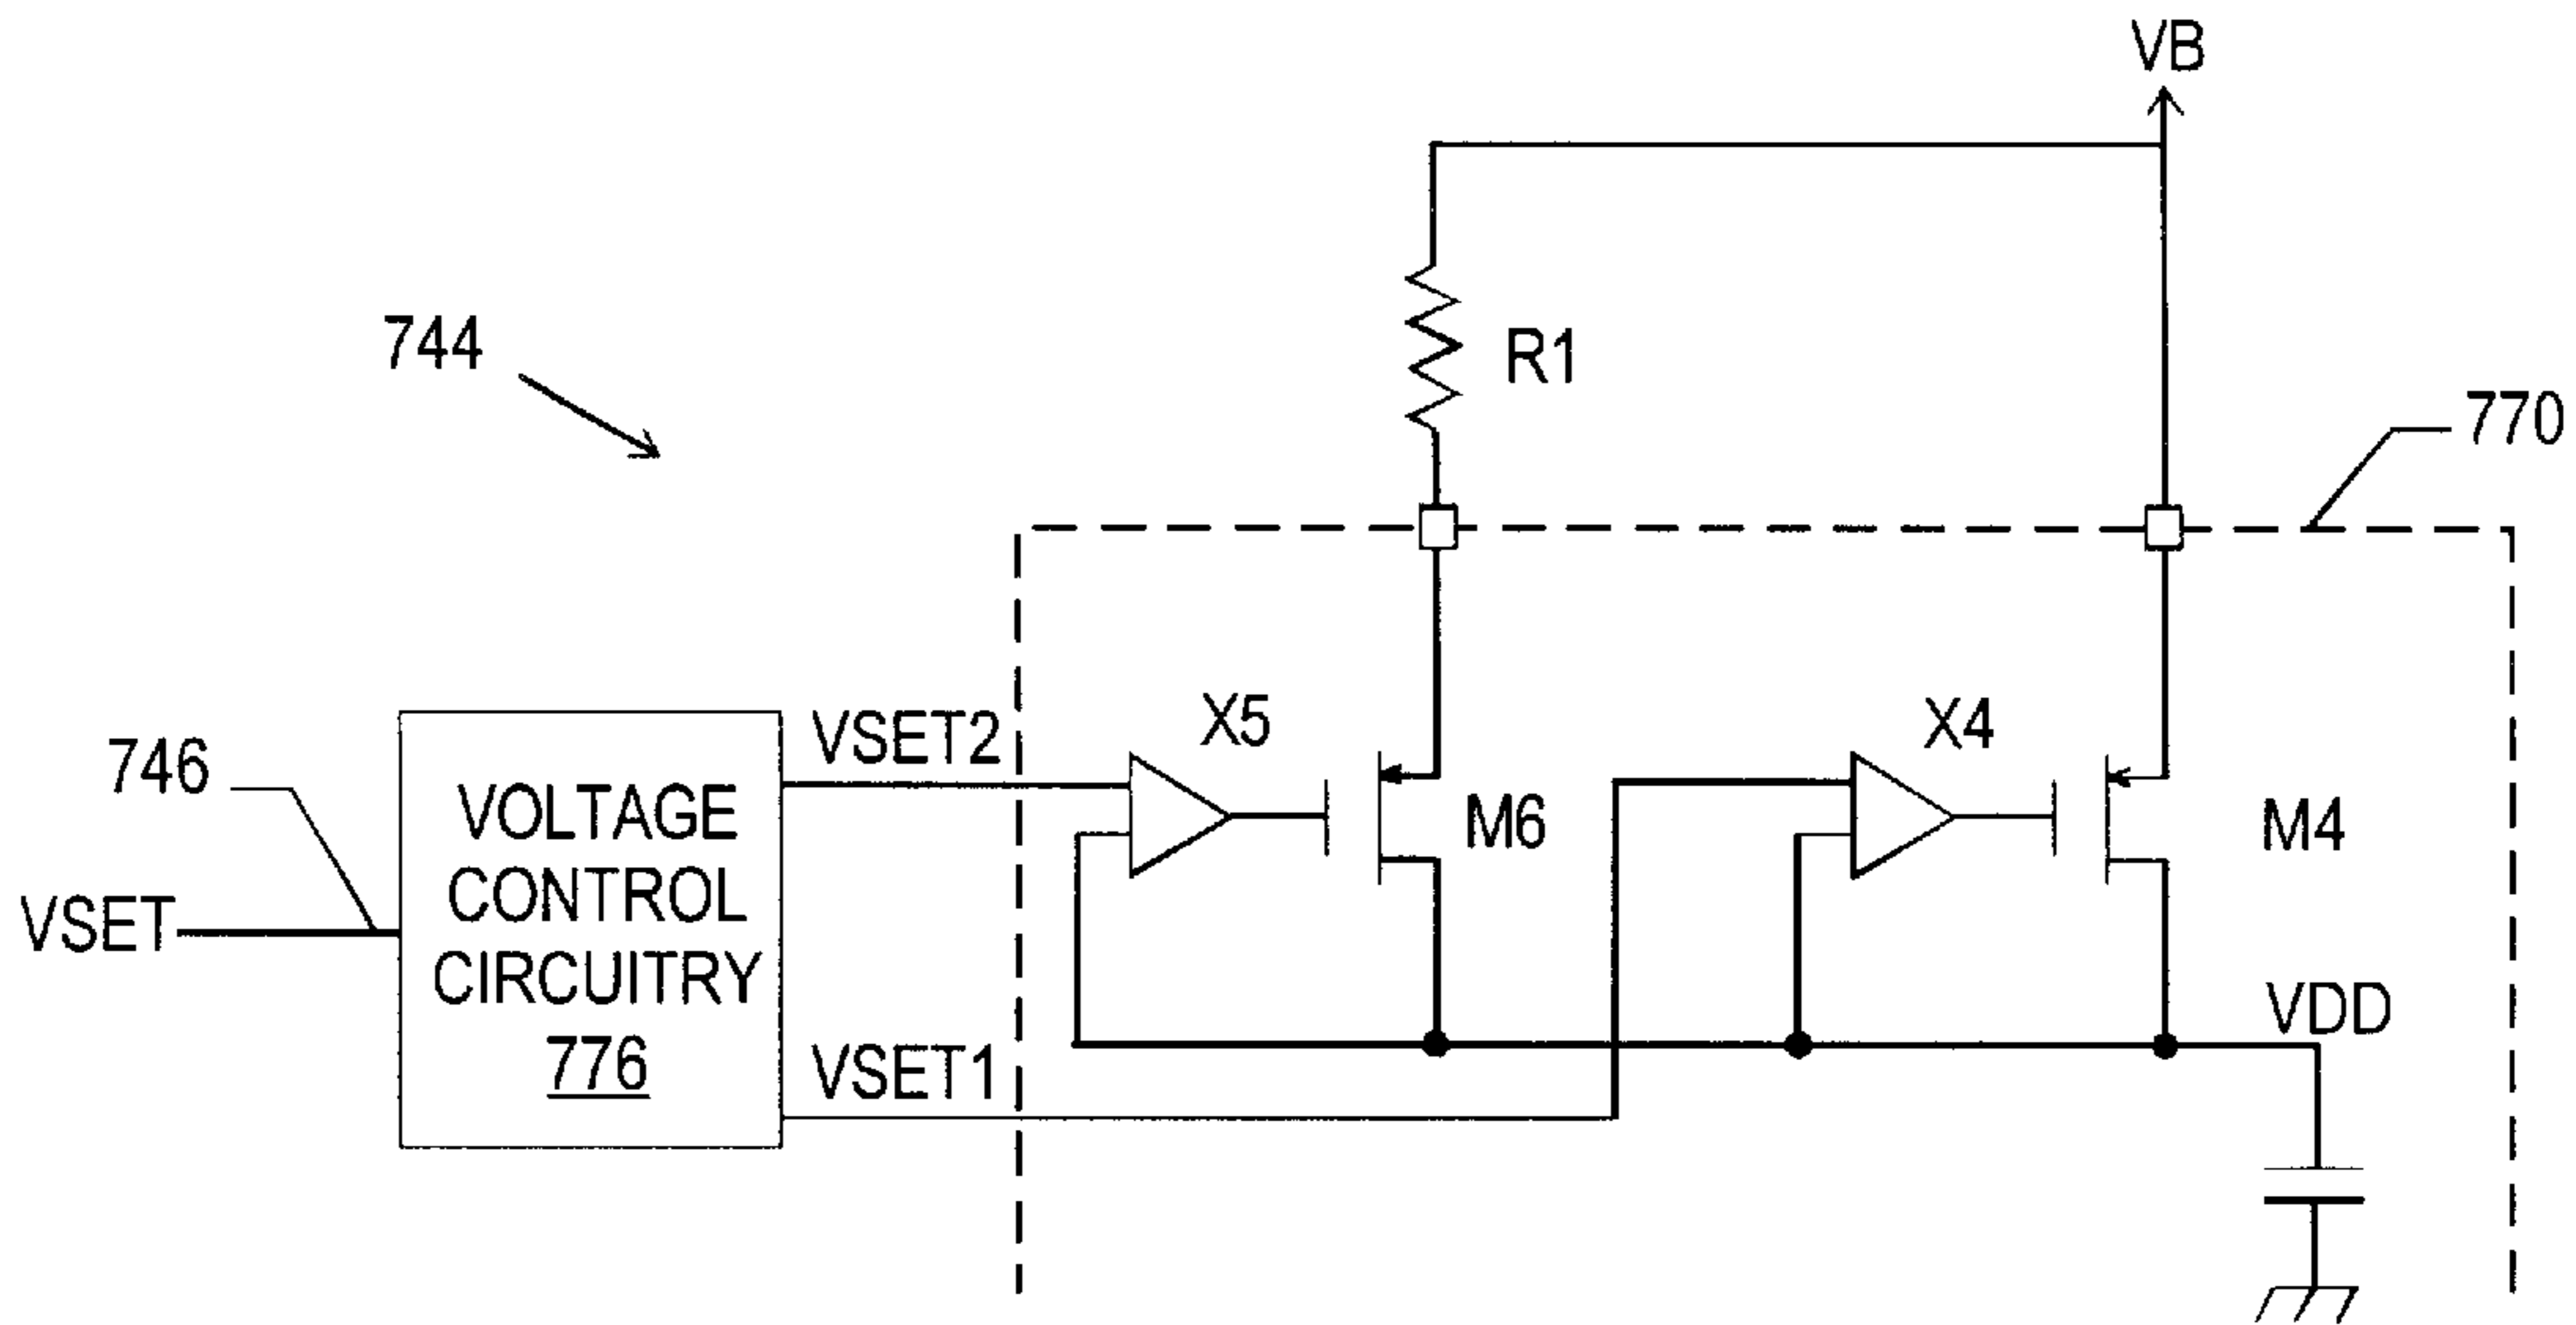 VB
744
R1
770
X5
X4
VSET2
746
VOLTAGE
CONTROL
CIRCUITRY
776
M6
M4
VSET
VDD
VSET1